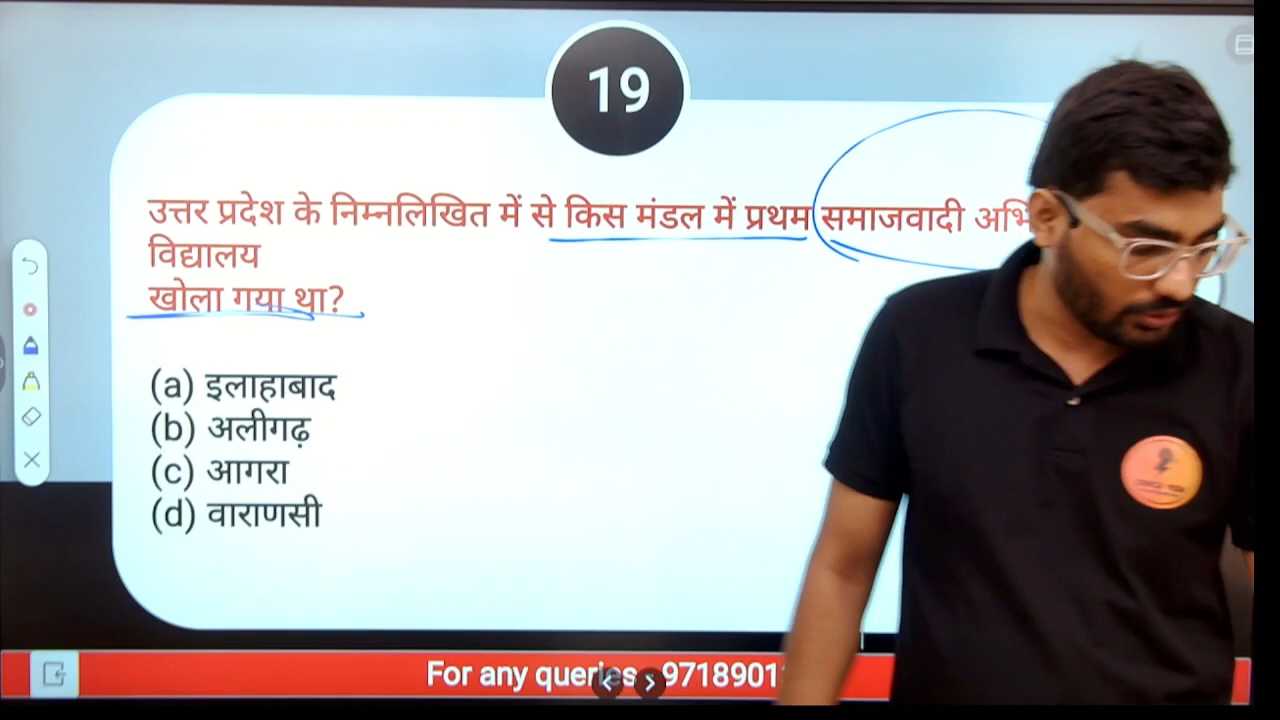 19
उत्तर प्रदेश के निम्नलिखित में से किस मंडल में प्रथम समाजवादी
विद्यालय
खोला गया था?
(a) इलाहाबाद
(b) अलीगढ़
(c) आगरा
(d) वाराणसी
For any queries